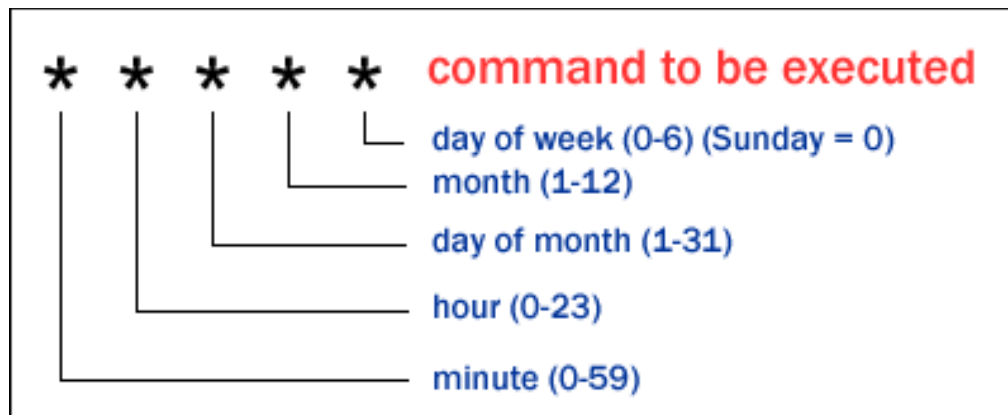 * * * * * command to be executed
day of week (0-6) (Sunday = 0)
month (1-12)
day of month (1-31)
hour (0-23)
minute (0-59)